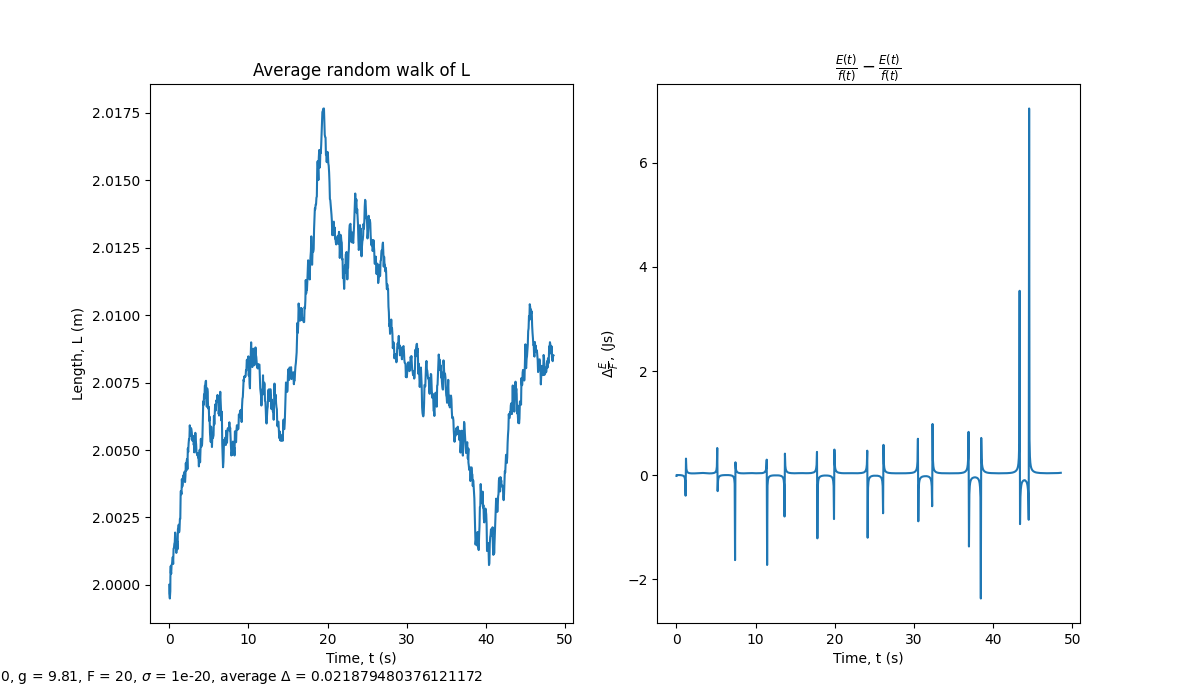 Average random walk of L
E(t)/f(t) − E(t)/f(t)
Length, L (m)
2.0175
2.0150
2.0125
2.0100
2.0075
2.0050
2.0025
2.0000
0 10 20 30 40 50
Time, t (s)
Δ E/F, (Js)
6
4
2
0
−2
0 10 20 30 40 50
Time, t (s)
0, g = 9.81, F = 20, σ = 1e-20, average Δ = 0.021879480376121172